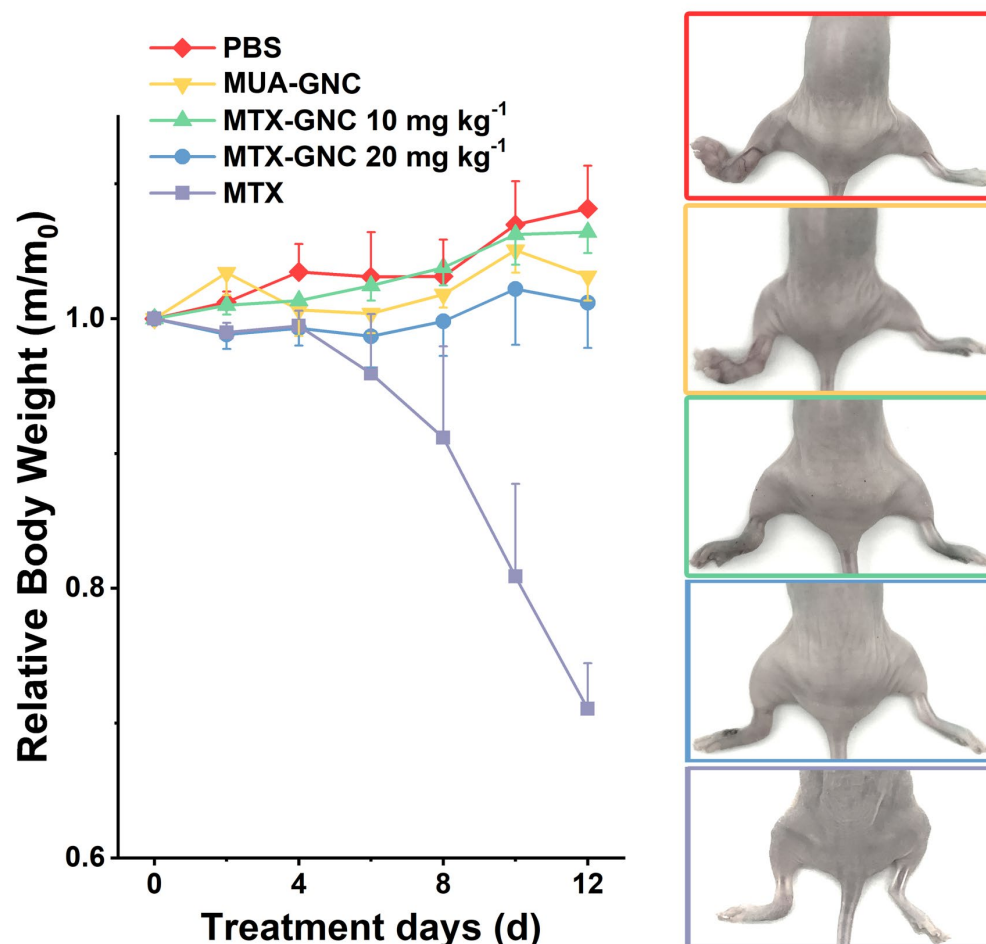 PBS
MUA-GNC
MTX-GNC 10 mg kg⁻¹
MTX-GNC 20 mg kg⁻¹
MTX
Relative Body Weight (m/m₀)
1.0
0.8
0.6
0 4 8 12
Treatment days (d)